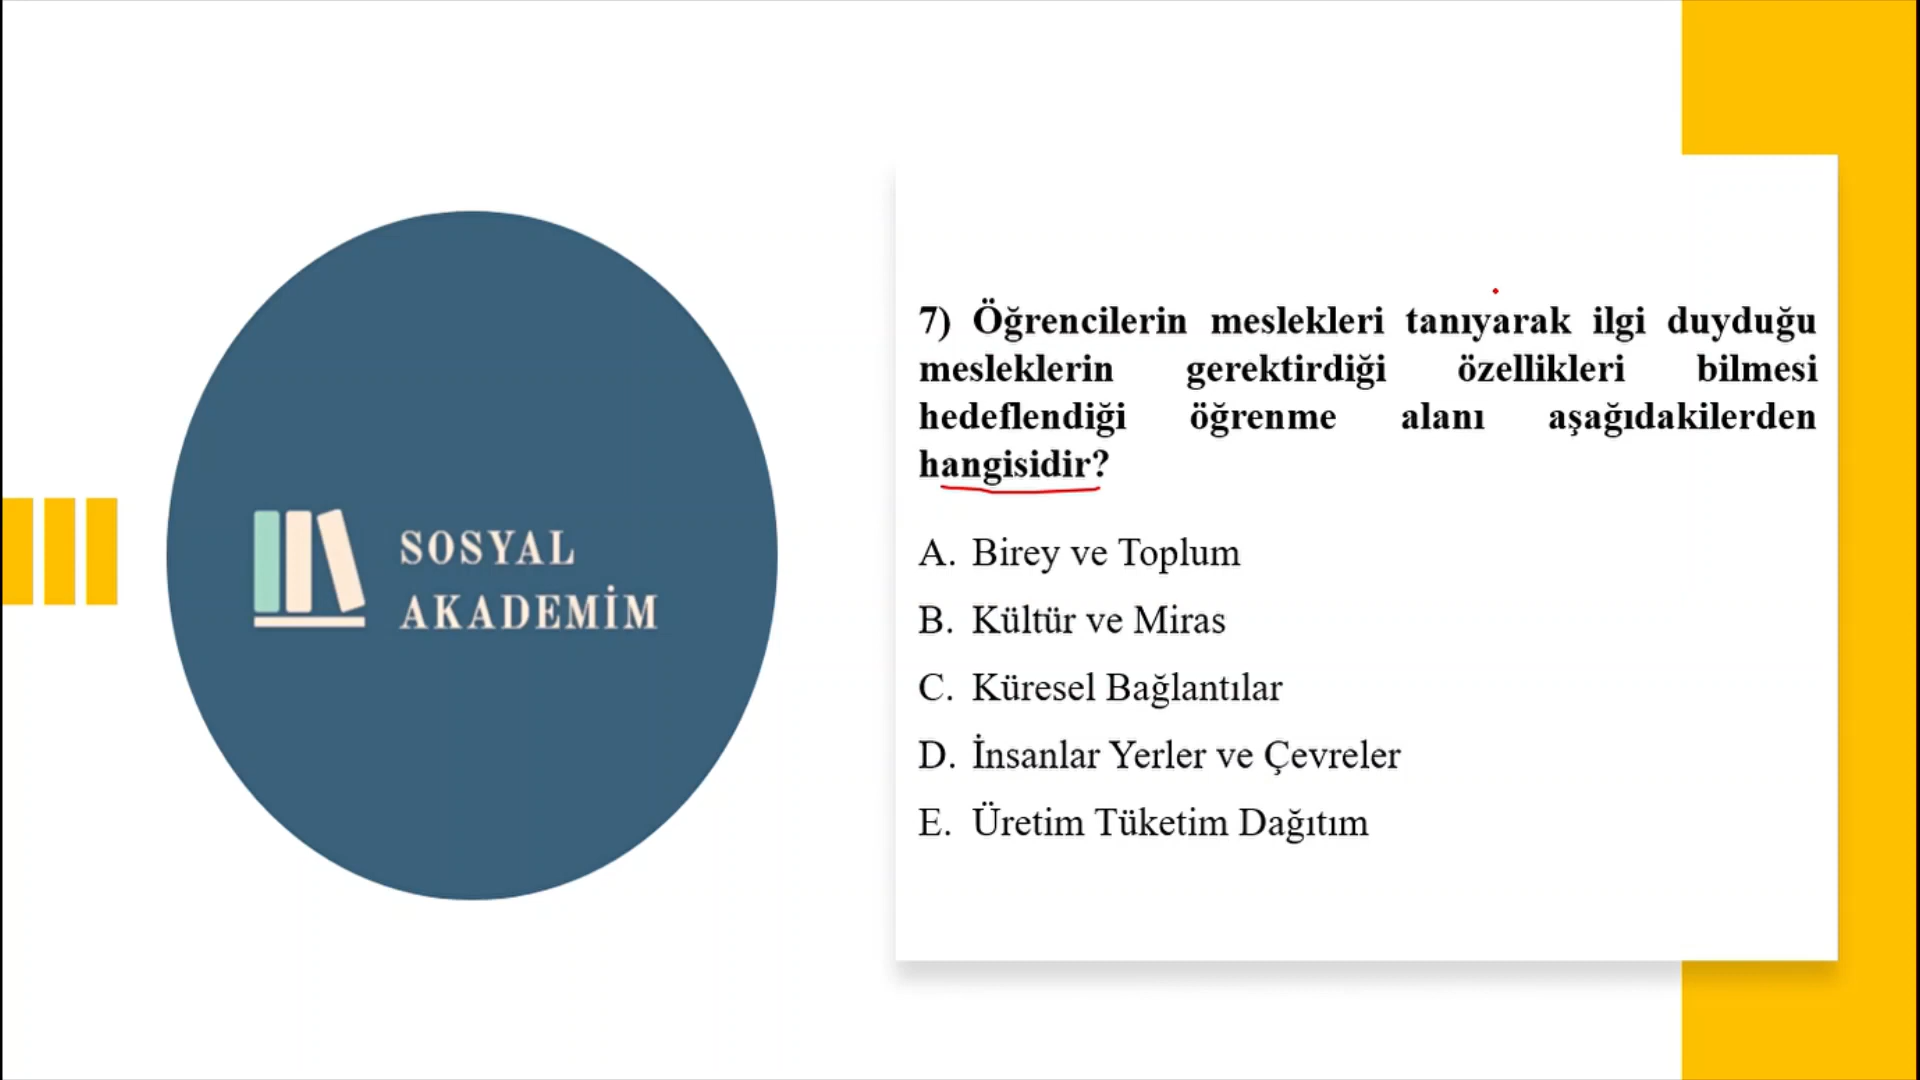 SOSYAL
AKADEMİM
7) Öğrencilerin meslekleri tanıyarak ilgi duyduğu
mesleklerin gerektirdiği özellikleri bilmesi
hedeflendiği öğrenme alanı aşağıdakilerden
hangisidir?
A. Birey ve Toplum
B. Kültür ve Miras
C. Küresel Bağlantılar
D. İnsanlar Yerler ve Çevreler
E. Üretim Tüketim Dağıtım